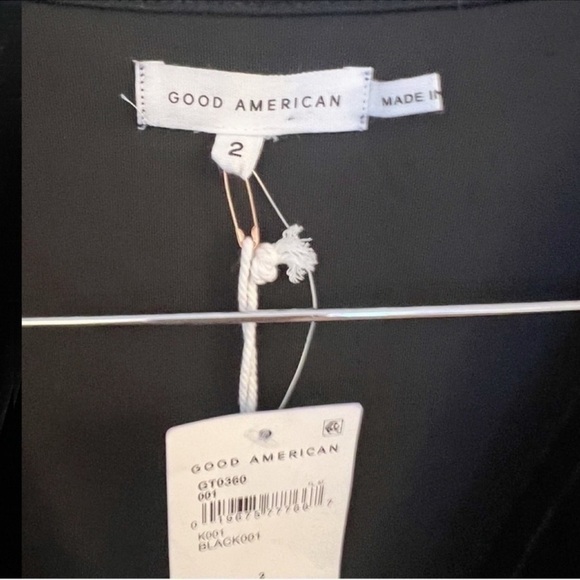 GOOD AMERICAN
MADE IN
2
GOOD AMERICAN
GT0360
001
K001
BLACK001
2